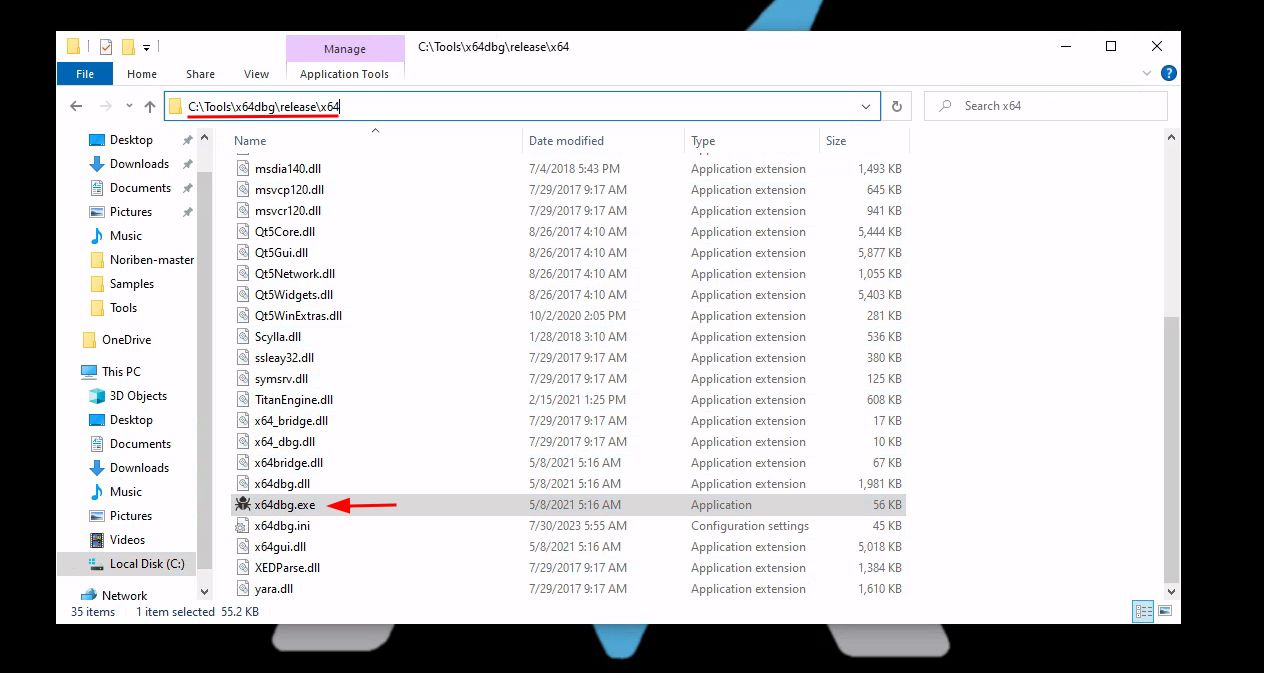 Manage
C:\Tools\x64dbg\release\x64
File Home Share View Application Tools
C:\Tools\x64dbg\release\x64
Search x64
Name Date modified Type Size
Desktop
Downloads
Documents
Pictures
Music
Noriben-master
Samples
Tools
OneDrive
This PC
3D Objects
Desktop
Documents
Downloads
Music
Pictures
Videos
Local Disk (C:)
Network
msdia140.dll 7/4/2018 5:43 PM Application extension 1,493 KB
msvcp120.dll 7/29/2017 9:17 AM Application extension 645 KB
msvcr120.dll 7/29/2017 9:17 AM Application extension 941 KB
Qt5Core.dll 8/26/2017 4:10 AM Application extension 5,444 KB
Qt5Gui.dll 8/26/2017 4:10 AM Application extension 5,877 KB
Qt5Network.dll 8/26/2017 4:10 AM Application extension 1,055 KB
Qt5Widgets.dll 8/26/2017 4:10 AM Application extension 5,403 KB
Qt5WinExtras.dll 10/2/2020 2:05 PM Application extension 281 KB
Scylla.dll 1/28/2018 3:10 AM Application extension 536 KB
ssleay32.dll 7/29/2017 9:17 AM Application extension 380 KB
symsrv.dll 7/29/2017 9:17 AM Application extension 125 KB
TitanEngine.dll 2/15/2021 1:25 PM Application extension 608 KB
x64_bridge.dll 7/29/2017 9:17 AM Application extension 17 KB
x64_dbg.dll 7/29/2017 9:17 AM Application extension 10 KB
x64bridge.dll 5/8/2021 5:16 AM Application extension 67 KB
x64dbg.dll 5/8/2021 5:16 AM Application extension 1,981 KB
x64dbg.exe 5/8/2021 5:16 AM Application 56 KB
x64dbg.ini 7/30/2023 5:55 AM Configuration settings 45 KB
x64gui.dll 5/8/2021 5:16 AM Application extension 5,018 KB
XEDParse.dll 7/29/2017 9:17 AM Application extension 1,384 KB
yara.dll 7/29/2017 9:17 AM Application extension 1,610 KB
35 items 1 item selected 55.2 KB